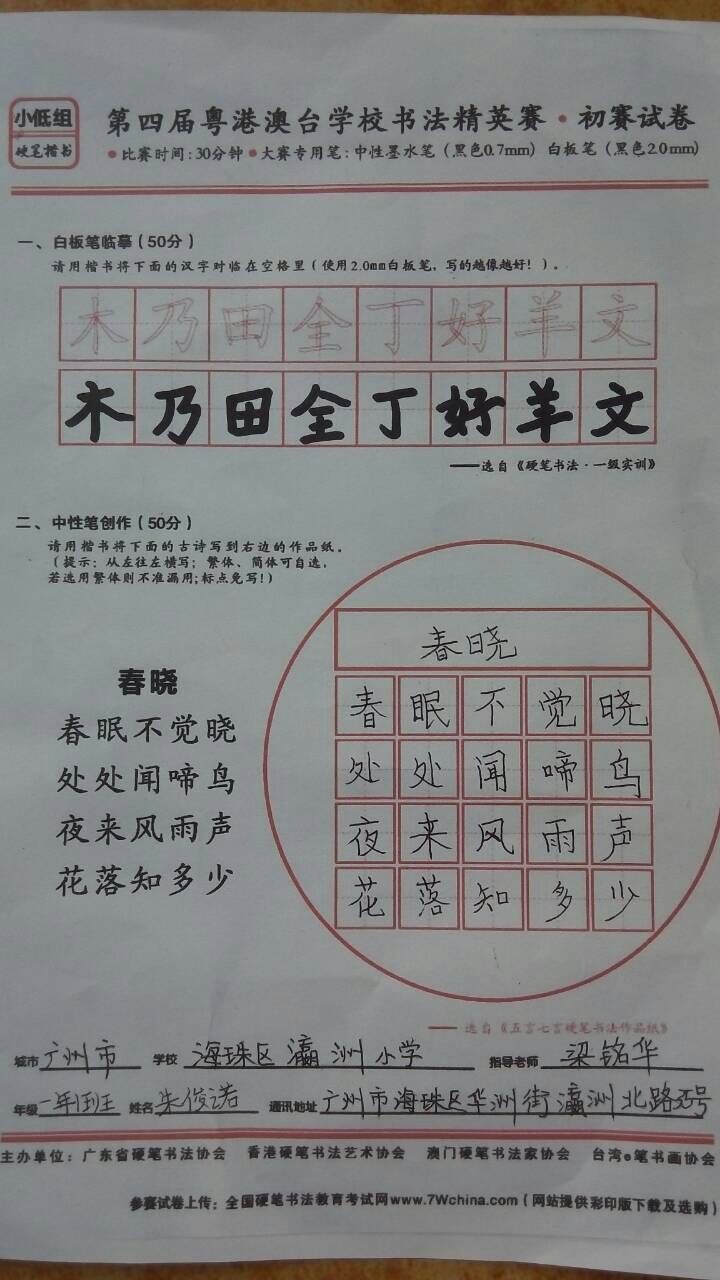 小低组
硬笔楷书
第四届粤港澳台学校书法精英赛·初赛试卷
●比赛时间:30分钟●大赛专用笔:中性墨水笔(黑色0.7mm) 白板笔(黑色2.0mm)
一、白板笔临摹(50分)
请用楷书将下面的汉字对临在空格里(使用2.0mm白板笔,写的越像越好!)。
木乃田全丁好羊文
木乃田全丁好羊文
——选自《硬笔书法·一级实训》
二、中性笔创作(50分)
请用楷书将下面的古诗写到右边的作品纸。
(提示:从左往左横写;繁体、简体可自选,
若选用繁体则不准漏用;标点免写!)
春晓
春眠不觉晓
处处闻啼鸟
夜来风雨声
花落知多少
春晓
春眠不觉晓
处处闻啼鸟
夜来风雨声
花落知多少
——选自《五言七言硬笔书法作品纸》
城市 广州市 学校 海珠区瀛洲小学 指导老师 梁铭华
年级 一年 姓名 朱俊诺 通讯地址 广州市海珠区华洲街瀛洲北路 号
主办单位:广东省硬笔书法协会 香港硬笔书法艺术协会 澳门硬笔书法家协会 台湾e笔书画协会
参赛试卷上传:全国硬笔书法教育考试网www.7Wchina.com(网站提供彩印版下载及选购)